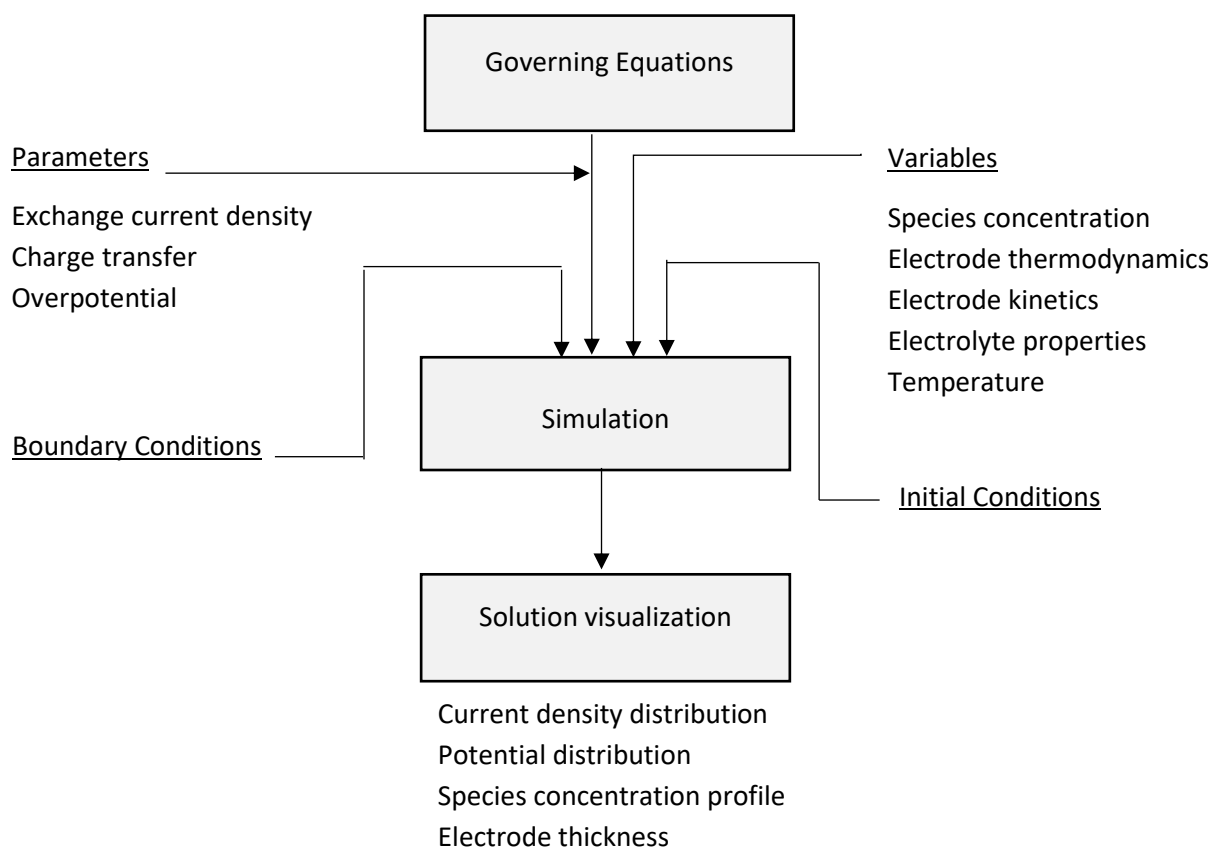 Governing Equations
Parameters
Exchange current density
Charge transfer
Overpotential
Variables
Species concentration
Electrode thermodynamics
Electrode kinetics
Electrolyte properties
Temperature
Simulation
Boundary Conditions
Initial Conditions
Solution visualization
Current density distribution
Potential distribution
Species concentration profile
Electrode thickness